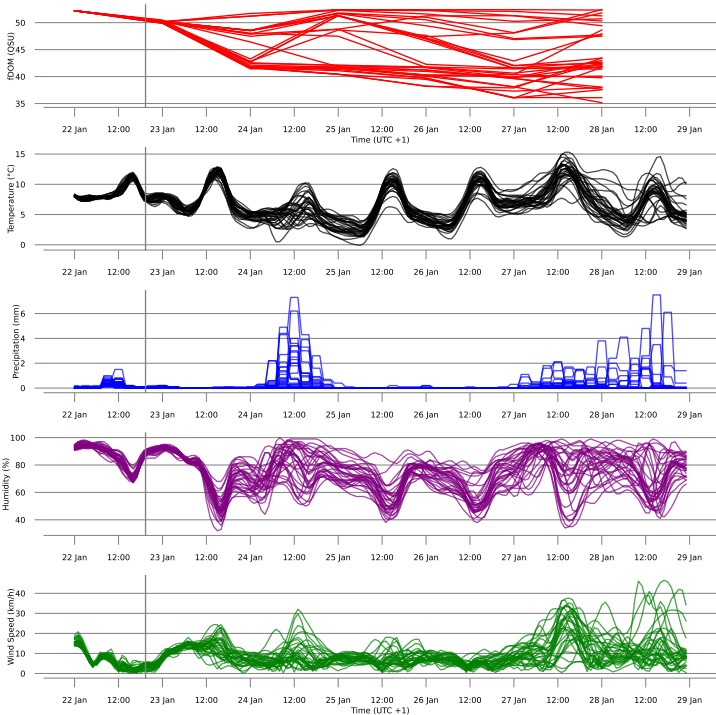 50
45
40
35
fDOM (QSU)
22 Jan 12:00 23 Jan 12:00 24 Jan 12:00 25 Jan 12:00 26 Jan 12:00 27 Jan 12:00 28 Jan 12:00 29 Jan
Time (UTC +1)
15
10
5
0
Temperature (°C)
22 Jan 12:00 23 Jan 12:00 24 Jan 12:00 25 Jan 12:00 26 Jan 12:00 27 Jan 12:00 28 Jan 12:00 29 Jan
6
4
2
0
Precipitation (mm)
22 Jan 12:00 23 Jan 12:00 24 Jan 12:00 25 Jan 12:00 26 Jan 12:00 27 Jan 12:00 28 Jan 12:00 29 Jan
100
80
60
40
Humidity (%)
22 Jan 12:00 23 Jan 12:00 24 Jan 12:00 25 Jan 12:00 26 Jan 12:00 27 Jan 12:00 28 Jan 12:00 29 Jan
40
30
20
10
0
Wind Speed (km/h)
22 Jan 12:00 23 Jan 12:00 24 Jan 12:00 25 Jan 12:00 26 Jan 12:00 27 Jan 12:00 28 Jan 12:00 29 Jan
Time (UTC +1)